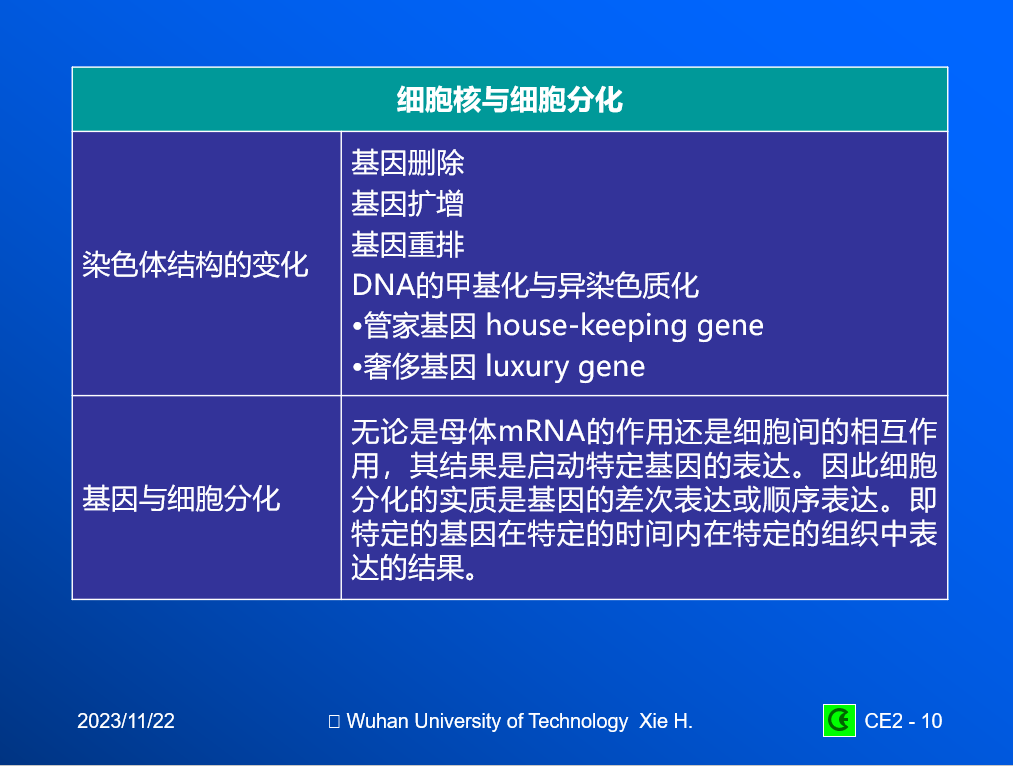 细胞核与细胞分化
染色体结构的变化
基因删除
基因扩增
基因重排
DNA的甲基化与异染色质化
•管家基因 house-keeping gene
•奢侈基因 luxury gene
基因与细胞分化
无论是母体mRNA的作用还是细胞间的相互作
用，其结果是启动特定基因的表达。因此细胞
分化的实质是基因的差次表达或顺序表达。即
特定的基因在特定的时间内在特定的组织中表
达的结果。
2023/11/22
Wuhan University of Technology Xie H.
CE2 - 10